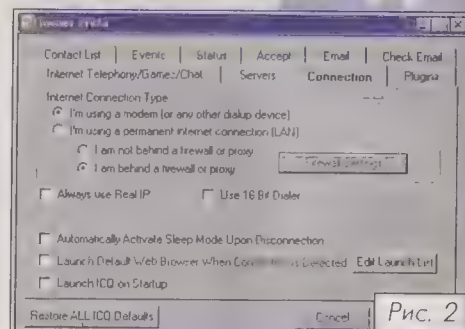 Contact List | Events | Status | Accept | Email | Check Email
Internet Telephony/Games/Chat | Servers | Connection | Plugins
Internet Connection Type
I'm using a modem (or any other dialup device)
I'm using a permanent internet connection (LAN)
I am not behind a firewall or proxy
I am behind a firewall or proxy
Firewall Settings
Always use Real IP
Use 16 Bit Dialer
Automatically Activate Sleep Mode Upon Disconnection
Launch Default Web Browser When Connection is Detected
Edit Launch List
Launch ICQ on Startup
Restore ALL ICQ Defaults
Cancel
Рис. 2